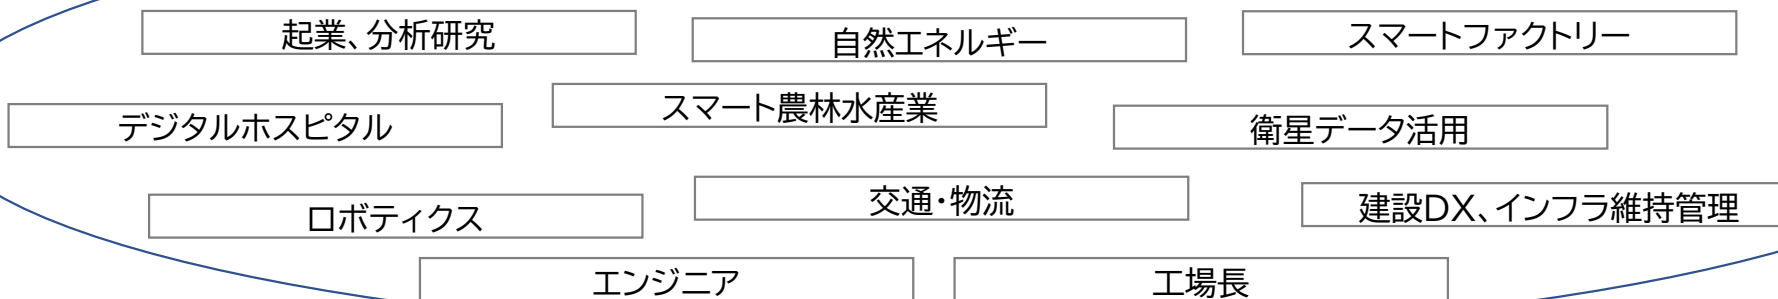 起業、分析研究
自然エネルギー
スマートファクトリー
デジタルホスピタル
スマート農林水産業
衛星データ活用
ロボティクス
交通・物流
建設DX、インフラ維持管理
エンジニア
工場長